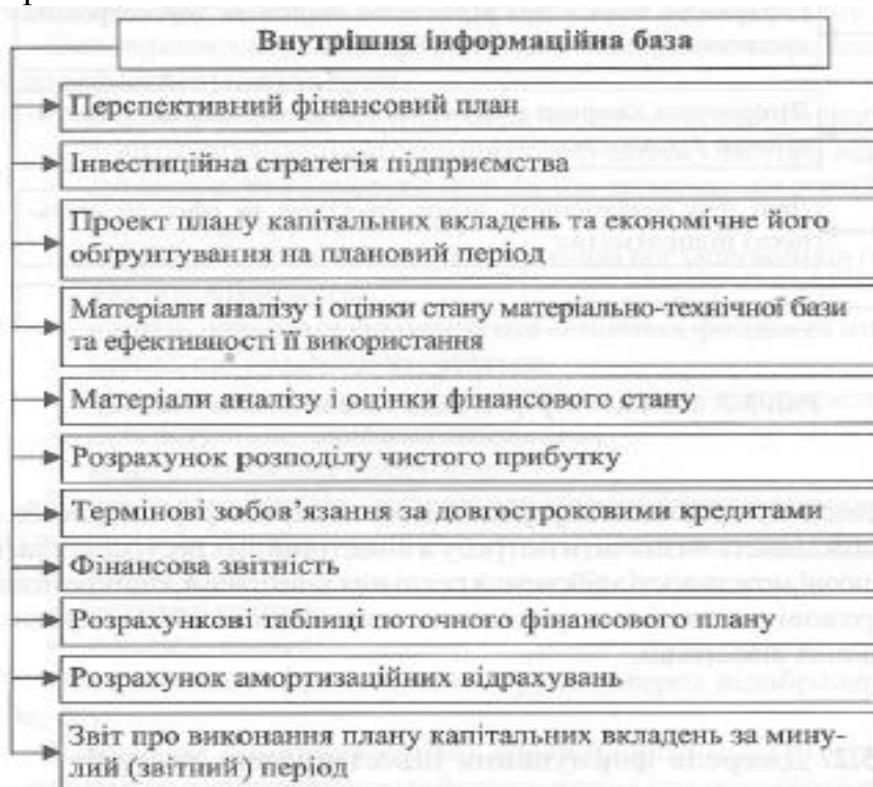 Внутрішня інформаційна база
Перспективний фінансовий план
Інвестиційна стратегія підприємства
Проект плану капітальних вкладень та економічне його
обґрунтування на плановий період
Матеріали аналізу і оцінки стану матеріально-технічної бази
та ефективності її використання
Матеріали аналізу і оцінки фінансового стану
Розрахунок розподілу чистого прибутку
Термінові зобов'язання за довгостроковими кредитами
Фінансова звітність
Розрахункові таблиці поточного фінансового плану
Розрахунок амортизаційних відрахувань
Звіт про виконання плану капітальних вкладень за мину-
лий (звітний) період